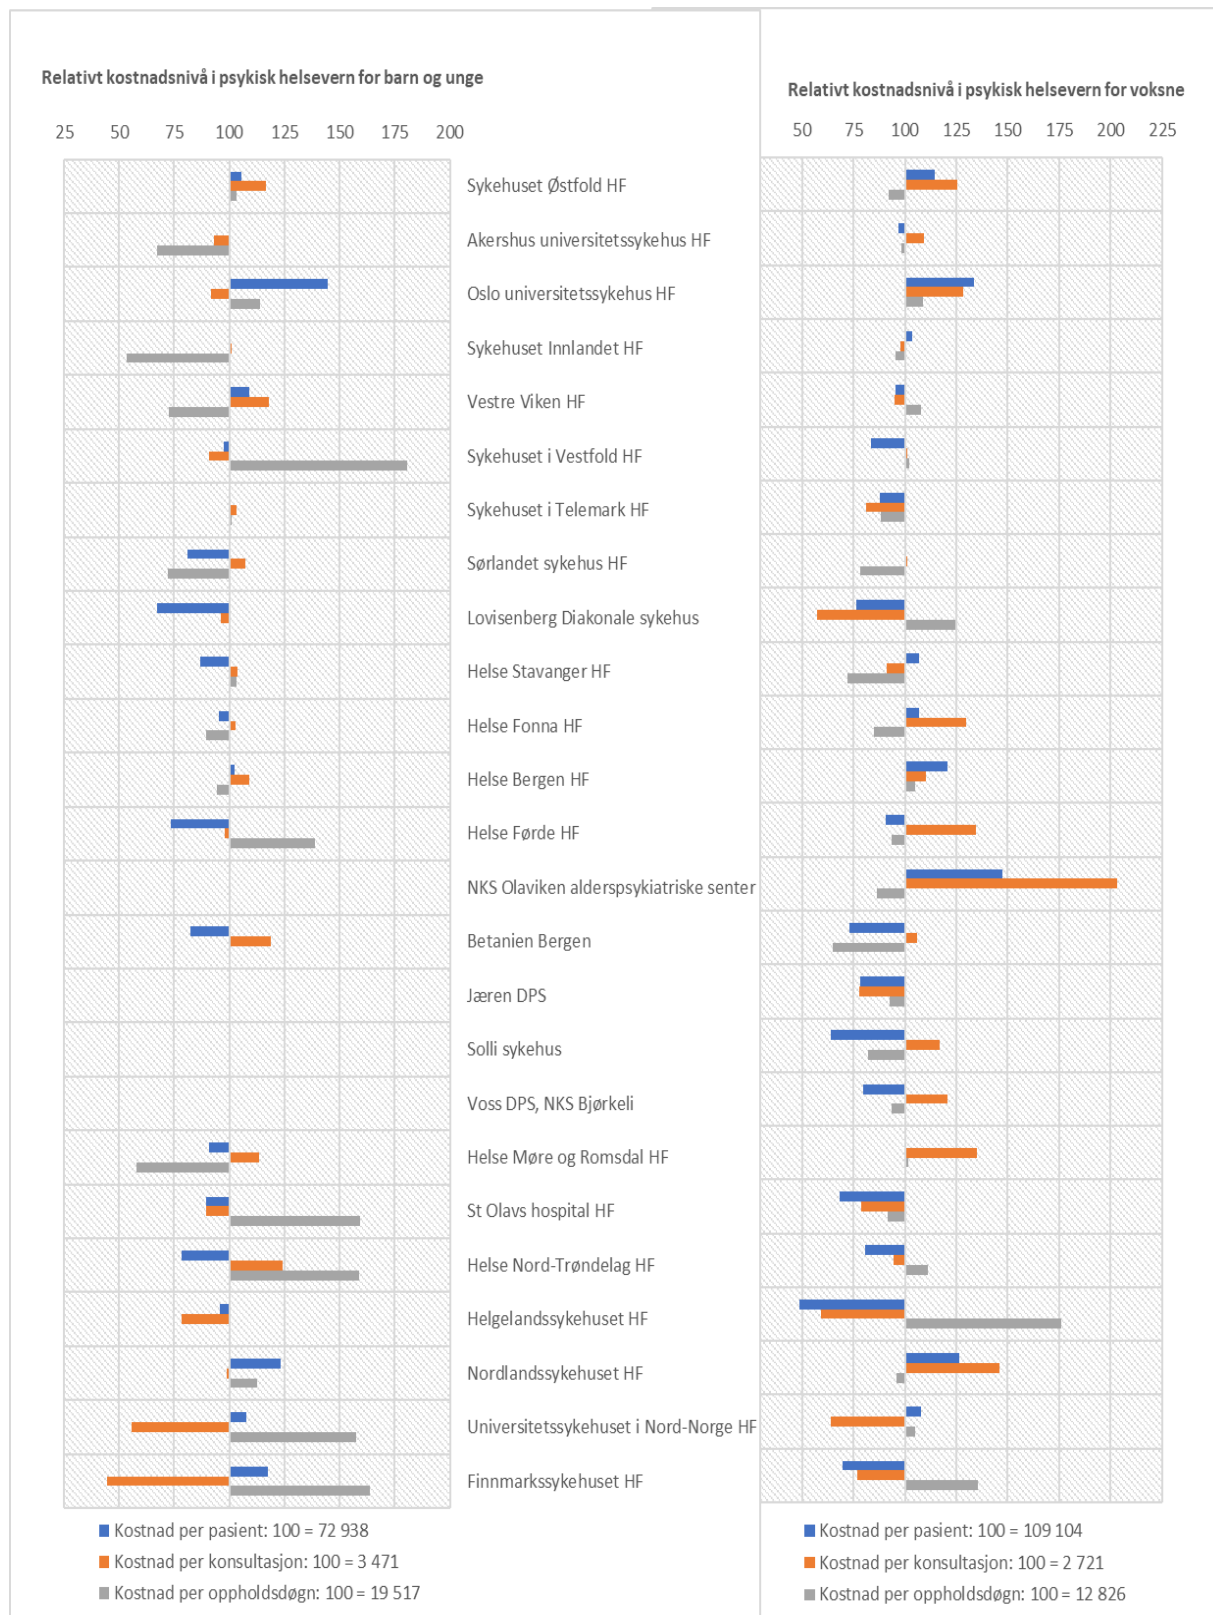 Relativt kostnadsnivå i psykisk helsevern for barn og unge
25 50 75 100 125 150 175 200
Relativt kostnadsnivå i psykisk helsevern for voksne
50 75 100 125 150 175 200 225
Sykehuset Østfold HF
Akershus universitetssykehus HF
Oslo universitetssykehus HF
Sykehuset Innlandet HF
Vestre Viken HF
Sykehuset i Vestfold HF
Sykehuset i Telemark HF
Sørlandet sykehus HF
Lovisenberg Diakonale sykehus
Helse Stavanger HF
Helse Fonna HF
Helse Bergen HF
Helse Førde HF
NKS Olaviken alderspsykiatriske senter
Betanien Bergen
Jæren DPS
Solli sykehus
Voss DPS, NKS Bjørkeli
Helse Møre og Romsdal HF
St Olavs hospital HF
Helse Nord-Trøndelag HF
Helgelandssykehuset HF
Nordlandssykehuset HF
Universitetssykehuset i Nord-Norge HF
Finnmarkssykehuset HF
Kostnad per pasient: 100 = 72 938
Kostnad per konsultasjon: 100 = 3 471
Kostnad per oppholdsdøgn: 100 = 19 517
Kostnad per pasient: 100 = 109 104
Kostnad per konsultasjon: 100 = 2 721
Kostnad per oppholdsdøgn: 100 = 12 826